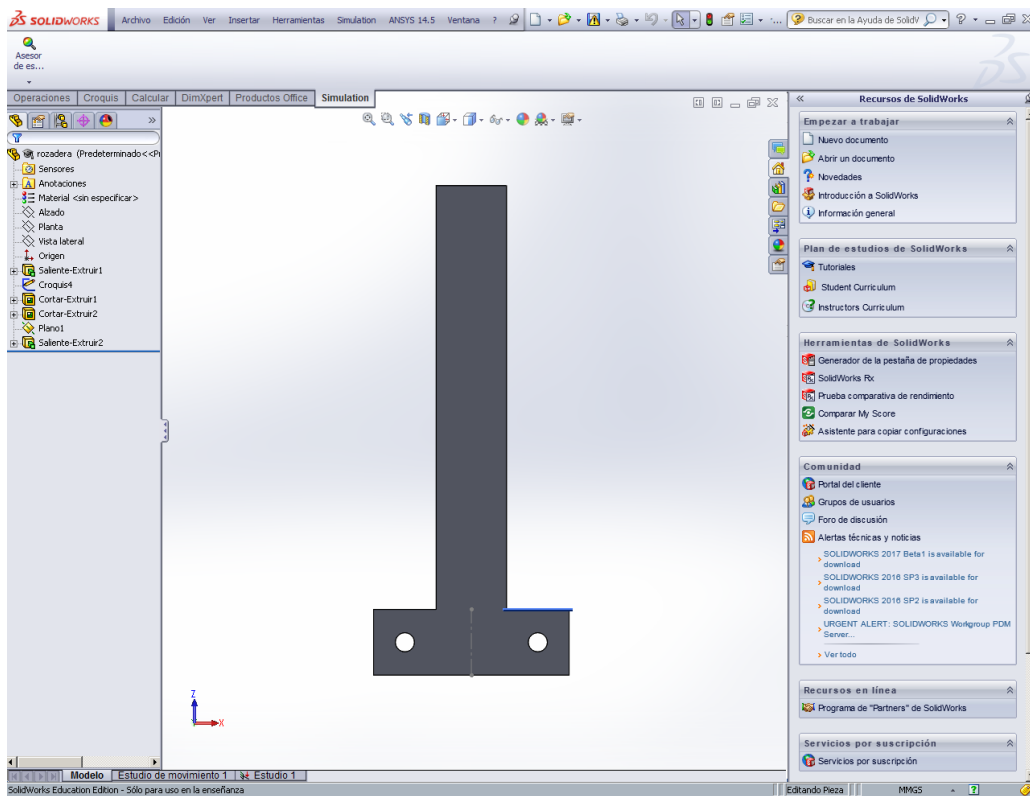 SOLIDWORKS Archivo Edición Ver Insertar Herramientas Simulation ANSYS 14.5 Ventana ? Buscar en la Ayuda de SolidW
Asesor
de es...
Operaciones Croquis Calcular DimXpert Productos Office Simulation
rozadera (Predeterminado<<Pr
Sensores
Anotaciones
Material <sin especificar>
Alzado
Planta
Vista lateral
Origen
Saliente-Extruir1
Croquis4
Cortar-Extruir1
Cortar-Extruir2
Plano1
Saliente-Extruir2
Z
X
Recursos de SolidWorks
Empezar a trabajar
Nuevo documento
Abrir un documento
Novedades
Introducción a SolidWorks
Información general
Plan de estudios de SolidWorks
Tutoriales
Student Curriculum
Instructors Curriculum
Herramientas de SolidWorks
Generador de la pestaña de propiedades
SolidWorks Rx
Prueba comparativa de rendimiento
Comparar My Score
Asistente para copiar configuraciones
Comunidad
Portal del cliente
Grupos de usuarios
Foro de discusión
Alertas técnicas y noticias
SOLIDWORKS 2017 Beta1 is available for
download
SOLIDWORKS 2016 SP3 is available for
download
SOLIDWORKS 2016 SP2 is available for
download
URGENT ALERT: SOLIDWORKS Workgroup PDM
Server...
Ver todo
Recursos en línea
Programa de "Partners" de SolidWorks
Servicios por suscripción
Servicios por suscripción
Modelo Estudio de movimiento 1 Estudio 1
SolidWorks Education Edition - Sólo para uso en la enseñanza Editando Pieza MMGS